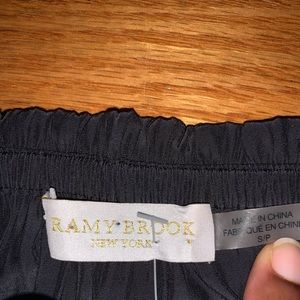 RAMY BROOK
NEW YORK
MADE IN CHINA
FABRIQUÉ EN CHINE
S/P